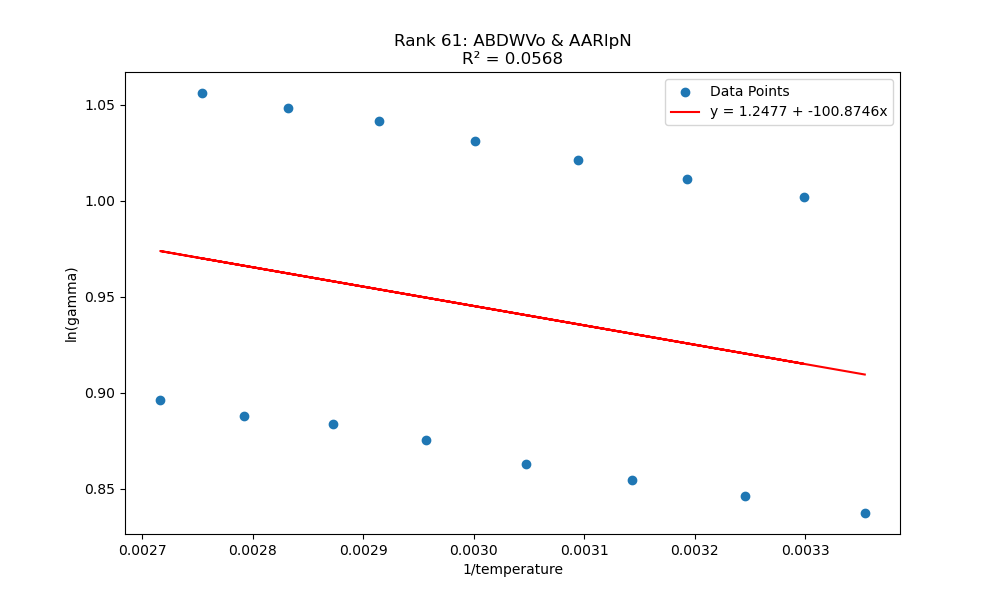 Rank 61: ABDWVo & AARlpN
R² = 0.0568
Data Points
y = 1.2477 + -100.8746x
ln(gamma)
1.05
1.00
0.95
0.90
0.85
0.0027 0.0028 0.0029 0.0030 0.0031 0.0032 0.0033
1/temperature